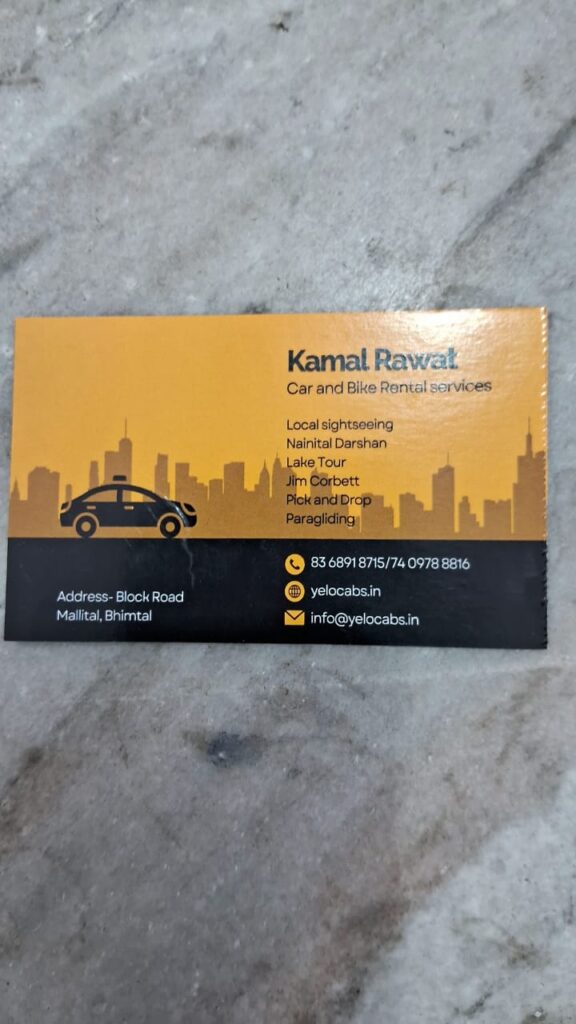 Kamal Rawat
Car and Bike Rental services
Local sightseeing
Nainital Darshan
Lake Tour
Jim Corbett
Pick and Drop
Paragliding
83 6891 8715/74 0978 8816
yelocabs.in
info@yelocabs.in
Address- Block Road
Mallital, Bhimtal